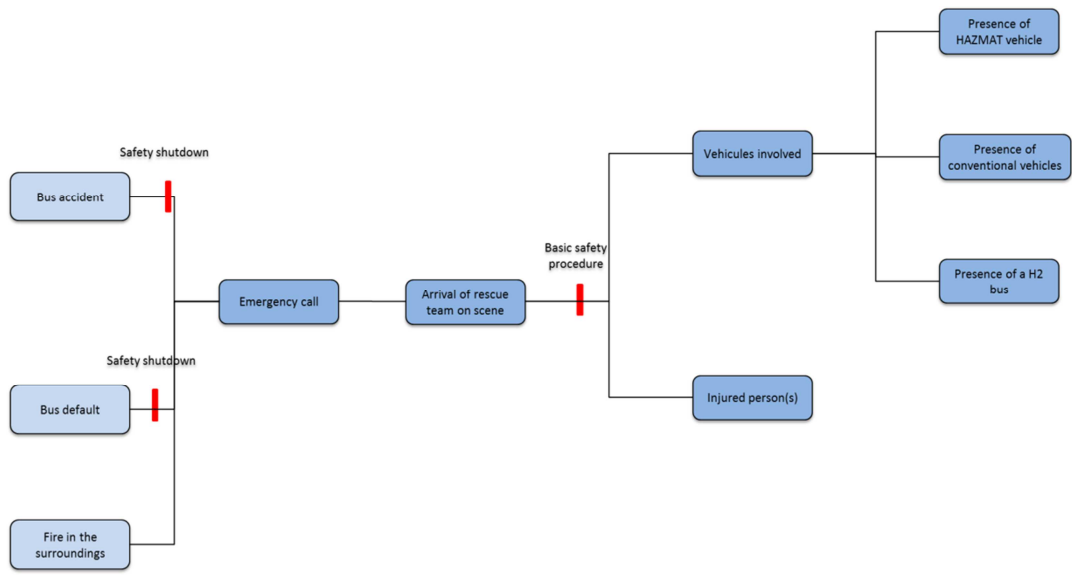 Presence of
HAZMAT vehicle
Safety shutdown
Vehicules involved
Presence of
conventional vehicles
Bus accident
Basic safety
procedure
Emergency call
Arrival of rescue
team on scene
Presence of a H2
bus
Safety shutdown
Bus default
Injured person(s)
Fire in the
surroundings